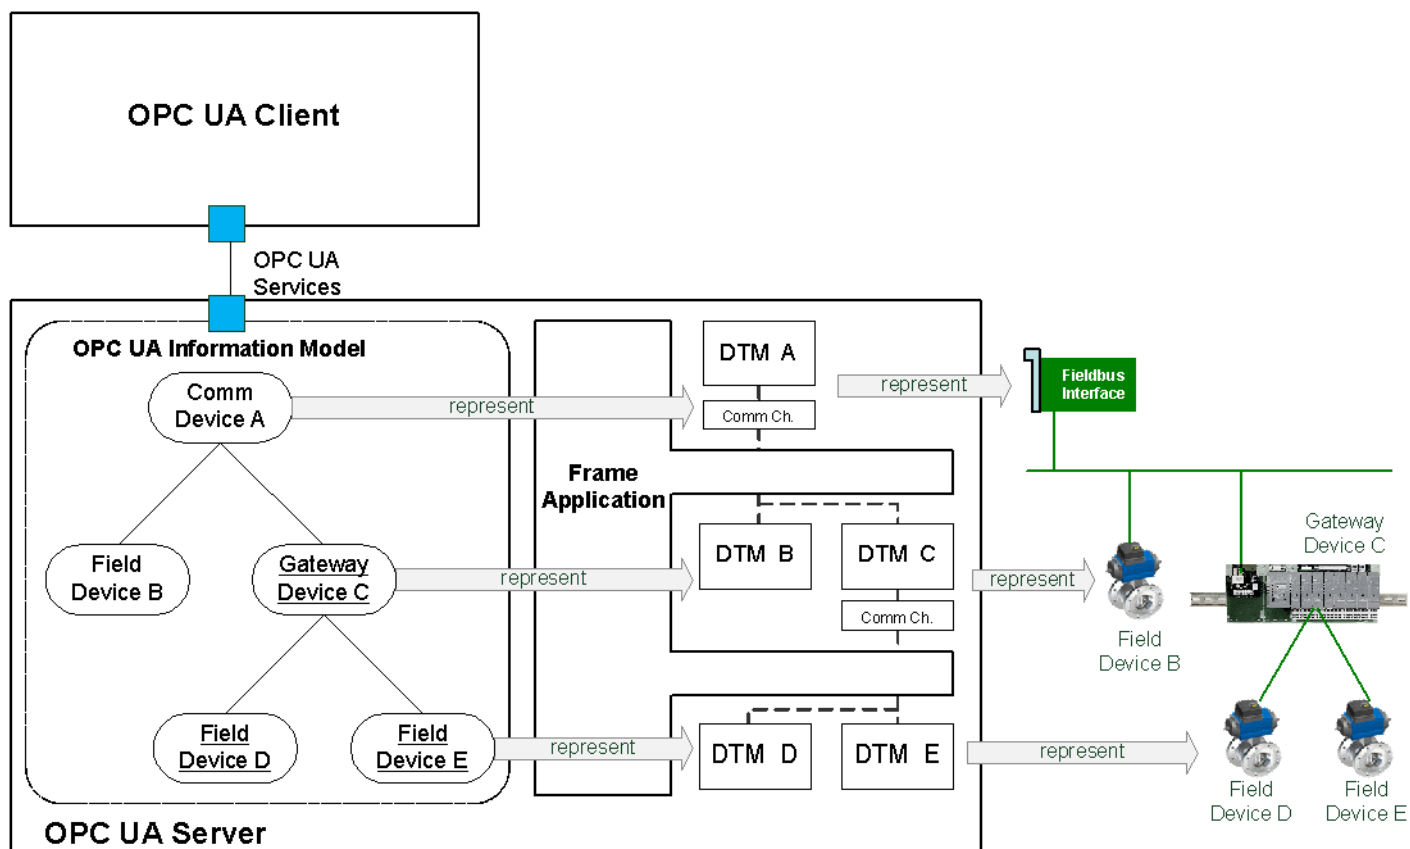 OPC UA Client
OPC UA
Services
OPC UA Information Model
Comm
Device A
Field
Device B
Gateway
Device C
Field
Device D
Field
Device E
OPC UA Server
represent
represent
represent
Frame
Application
DTM A
Comm Ch.
DTM B
DTM C
Comm Ch.
DTM D
DTM E
represent
represent
represent
Fieldbus
Interface
Gateway
Device C
Field
Device B
Field
Device D
Field
Device E